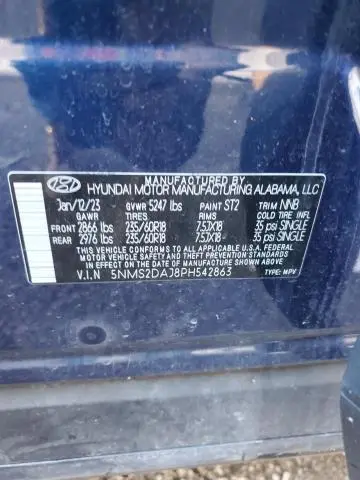 MANUFACTURED BY
HYUNDAI MOTOR MANUFACTURING ALABAMA, LLC
Jan/12/23 GVWR 5247 lbs PAINT ST2 TRIM NNB
GAWR TIRES RIMS COLD TIRE INFL
FRONT 2866 lbs 235/60R18 7.5JX18 35 psi SINGLE
REAR 2976 lbs 235/60R18 7.5JX18 35 psi SINGLE
THIS VEHICLE CONFORMS TO ALL APPLICABLE U.S. FEDERAL
MOTOR VEHICLE SAFETY AND THEFT PREVENTION
STANDARDS IN EFFECT ON THE DATE OF MANUFACTURE
SHOWN ABOVE.
V.I.N 5NMS2DAJ8PH542863 TYPE: MPV